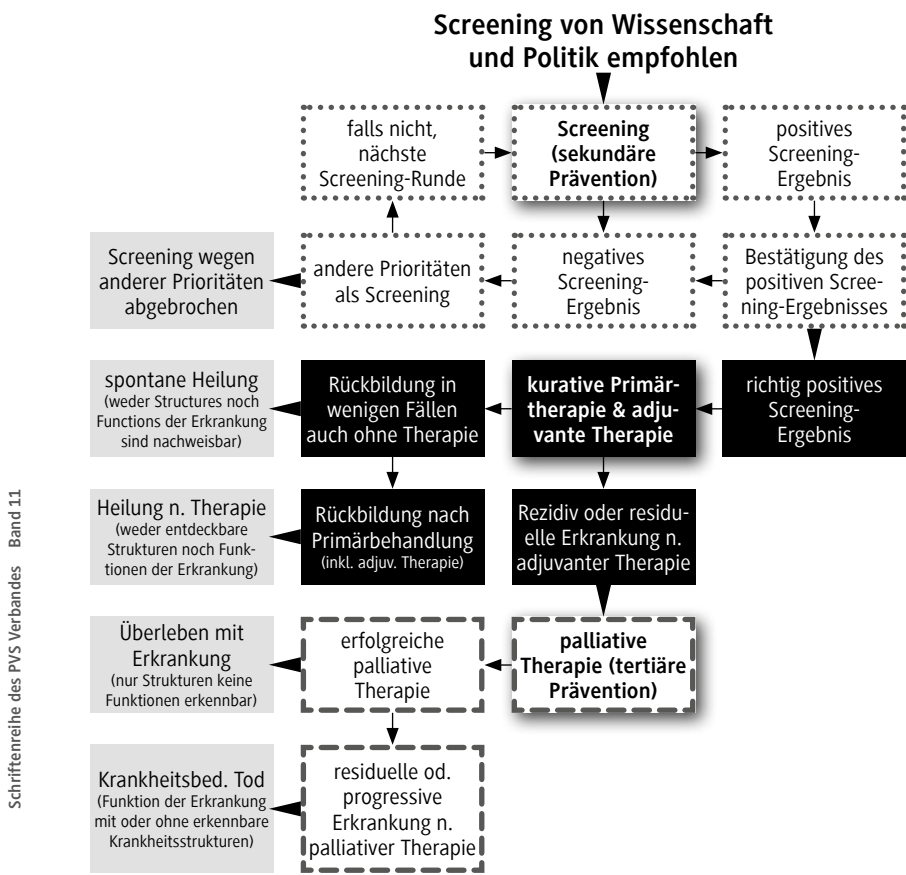 Screening von Wissenschaft
und Politik empfohlen
falls nicht,
nächste
Screening-Runde
Screening
(sekundäre
Prävention)
positives
Screening-
Ergebnis
Screening wegen
anderer Prioritäten
abgebrochen
andere Prioritäten
als Screening
negatives
Screening-
Ergebnis
Bestätigung des
positiven Scree-
ning-Ergebnisses
spontane Heilung
(weder Structures noch
Functions der Erkrankung
sind nachweisbar)
Rückbildung in
wenigen Fällen
auch ohne Therapie
kurative Primär-
therapie & adju-
vante Therapie
richtig positives
Screening-
Ergebnis
Heilung n. Therapie
(weder entdeckbare
Strukturen noch Funk-
tionen der Erkrankung)
Rückbildung nach
Primärbehandlung
(inkl. adjuv. Therapie)
Rezidiv oder residu-
elle Erkrankung n.
adjuvanter Therapie
Überleben mit
Erkrankung
(nur Strukturen keine
Funktionen erkennbar)
erfolgreiche
palliative
Therapie
palliative
Therapie (tertiäre
Prävention)
Krankheitsbed. Tod
(Funktion der Erkrankung
mit oder ohne erkennbare
Krankheitsstrukturen)
residuelle od.
progressive
Erkrankung n.
palliativer Therapie
Schriftenreihe des PVS Verbandes Band 11